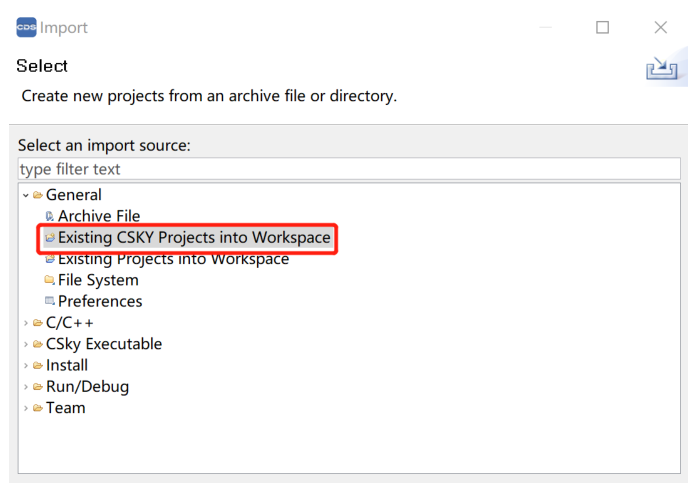 CDS Import
Select
Create new projects from an archive file or directory.
Select an import source:
type filter text
General
Archive File
Existing CSKY Projects into Workspace
Existing Projects into Workspace
File System
Preferences
C/C++
CSky Executable
Install
Run/Debug
Team